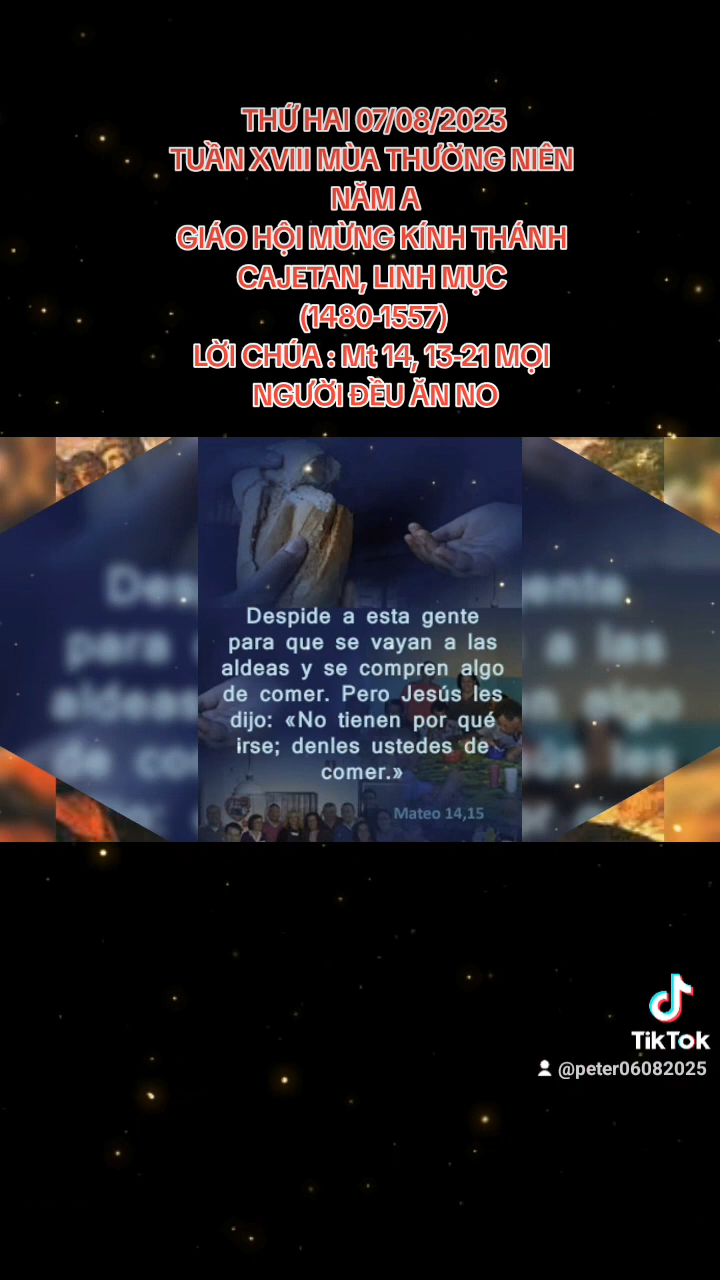 THỨ HAI 07/08/2023
TUẦN XVIII MÙA THƯỜNG NIÊN
NĂM A
GIÁO HỘI MỪNG KÍNH THÁNH
CAJETAN, LINH MỤC
(1480-1557)
LỜI CHÚA : Mt 14, 13-21 MỌI
NGƯỜI ĐỀU ĂN NO
Despide a esta gente
para que se vayan a las
aldeas y se compren algo
de comer. Pero Jesús les
dijo: «No tienen por qué
irse; denles ustedes de
comer.»
Mateo 14,15
TikTok
@peter06082025